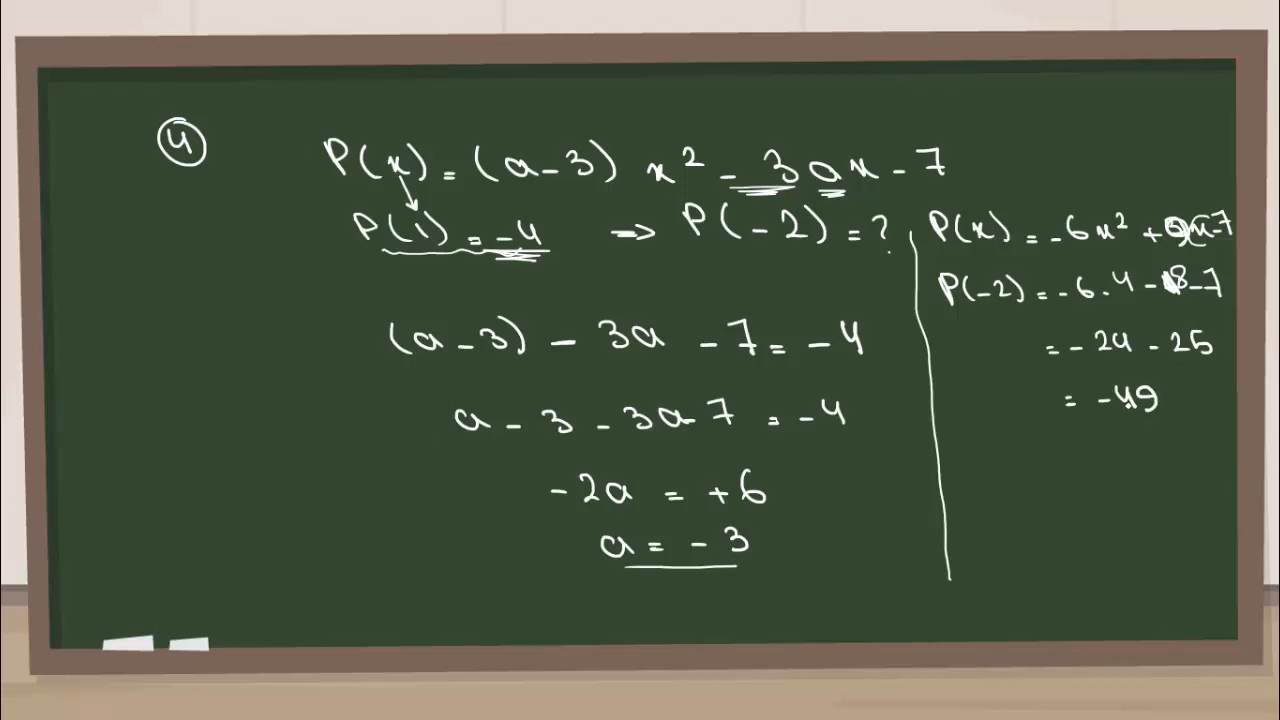 4
P(x) = (a-3) x² - 3ax - 7
P(1) = -4 → P(-2) = ?
(a-3) - 3a - 7 = -4
a - 3 - 3a - 7 = -4
-2a = +6
a = -3
P(x) = -6x² + 9x-7
P(-2) = -6.4 - 18 - 7
= -24 - 25
= -49